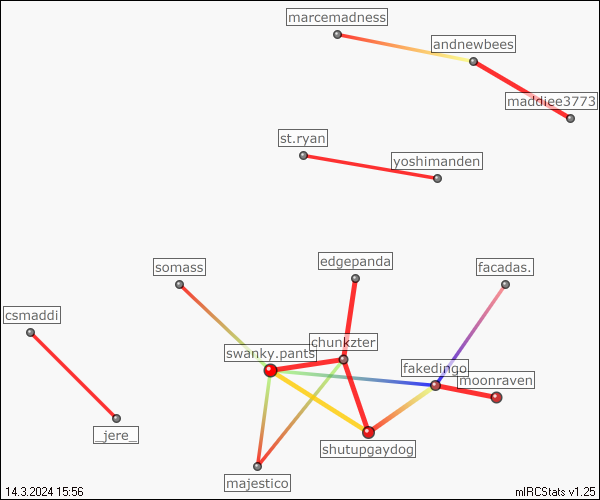 marcemadness
andnewbees
maddiee3773
st.ryan
yoshimanden
edgepanda
somass
facadas.
csmaddi
chunkzter
swanky.pants
fakedingo
moonraven
_jere_
shutupgaydog
majestico
14.3.2024 15:56
mIRCStats v1.25